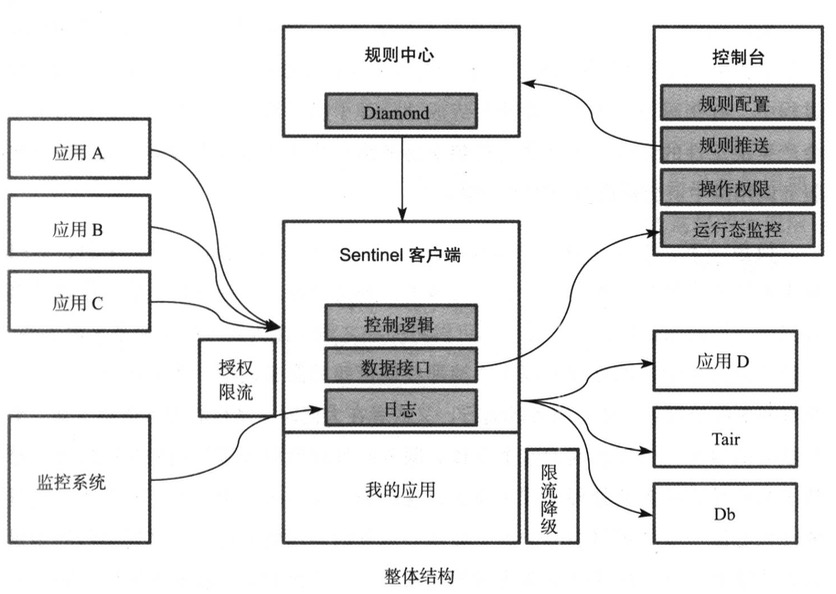 规则中心
Diamond
控制台
规则配置
规则推送
操作权限
运行态监控
应用 A
应用 B
应用 C
Sentinel 客户端
控制逻辑
数据接口
日志
授权
限流
监控系统
我的应用
限流降级
应用 D
Tair
Db
整体结构